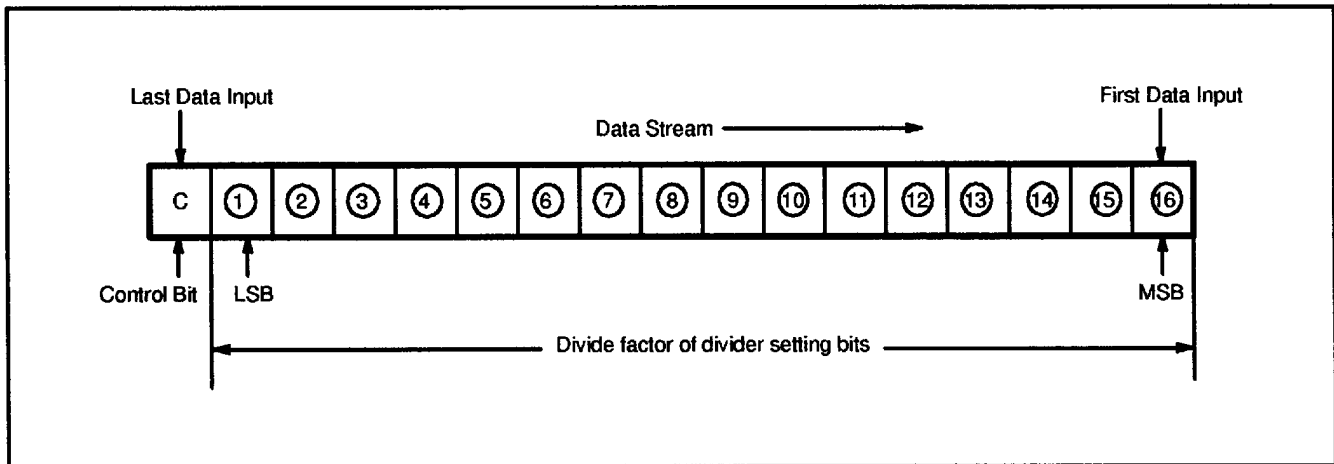 Last Data Input
First Data Input
Data Stream
C ① ② ③ ④ ⑤ ⑥ ⑦ ⑧ ⑨ ⑩ ⑪ ⑫ ⑬ ⑭ ⑮ ⑯
Control Bit
LSB
MSB
Divide factor of divider setting bits